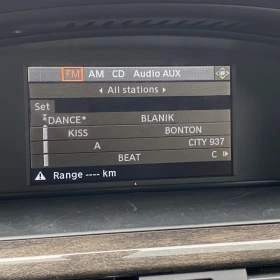 FM AM CD Audio AUX
◂ All stations ▸
Set
*DANCE* BLANIK
KISS BONTON
A CITY 937
BEAT C
Range ---- km